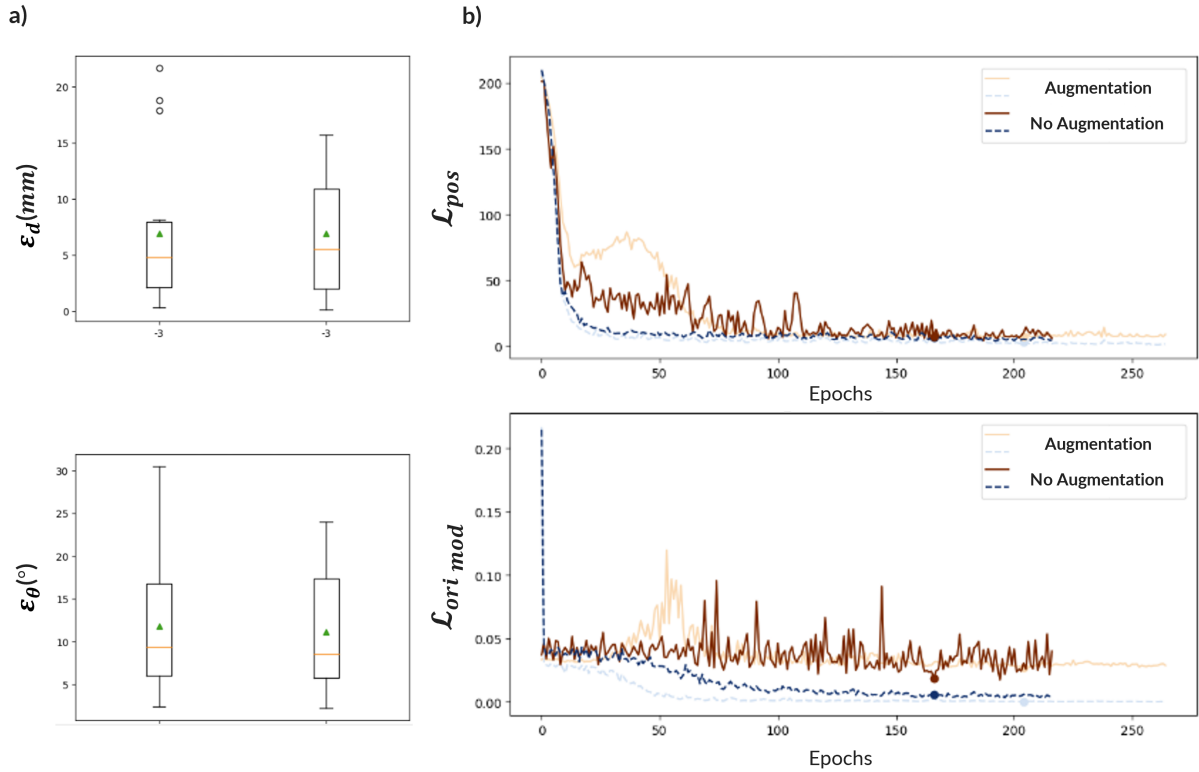 a)
20
15
10
5
0
-3
-3
ε_d(mm)
30
25
20
15
10
5
ε_θ(°)
b)
200
150
100
50
0
0 50 100 150 200 250
Epochs
ℒ_pos
Augmentation
No Augmentation
0.20
0.15
0.10
0.05
0.00
0 50 100 150 200 250
Epochs
ℒ_ori mod
Augmentation
No Augmentation